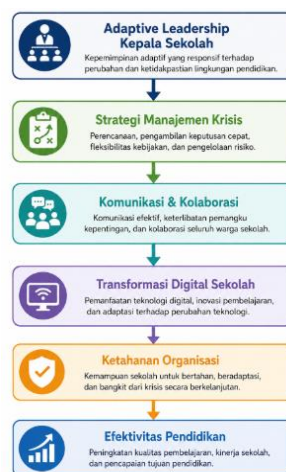 Adaptive Leadership
Kepala Sekolah
Kepemimpinan adaptif yang responsif terhadap
perubahan dan ketidakpastian lingkungan pendidikan.
Strategi Manajemen Krisis
Perencanaan, pengambilan keputusan cepat,
fleksibilitas kebijakan, dan pengelolaan risiko.
Komunikasi & Kolaborasi
Komunikasi efektif, keterlibatan pemangku
kepentingan, dan kolaborasi seluruh warga sekolah.
Transformasi Digital Sekolah
Pemanfaatan teknologi digital, inovasi pembelajaran,
dan adaptasi terhadap perubahan teknologi.
Ketahanan Organisasi
Kemampuan sekolah untuk bertahan, beradaptasi,
dan bangkit dari krisis secara berkelanjutan.
Efektivitas Pendidikan
Peningkatan kualitas pembelajaran, kinerja sekolah,
dan pencapaian tujuan pendidikan.